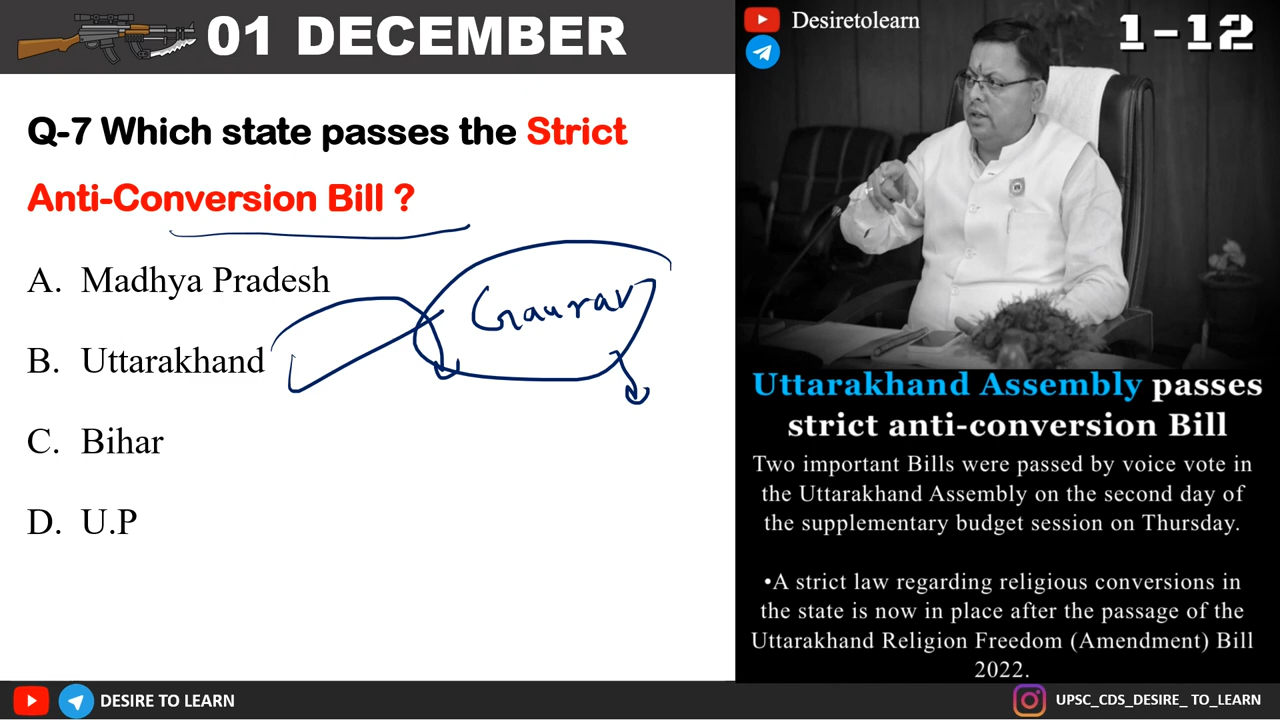 01 DECEMBER
Q-7 Which state passes the Strict
Anti-Conversion Bill ?
A. Madhya Pradesh
B. Uttarakhand
C. Bihar
D. U.P
Gaurav
Desiretolearn
1-12
Uttarakhand Assembly passes
strict anti-conversion Bill
Two important Bills were passed by voice vote in
the Uttarakhand Assembly on the second day of
the supplementary budget session on Thursday.
•A strict law regarding religious conversions in
the state is now in place after the passage of the
Uttarakhand Religion Freedom (Amendment) Bill
2022.
DESIRE TO LEARN
UPSC_CDS_DESIRE_ TO_LEARN